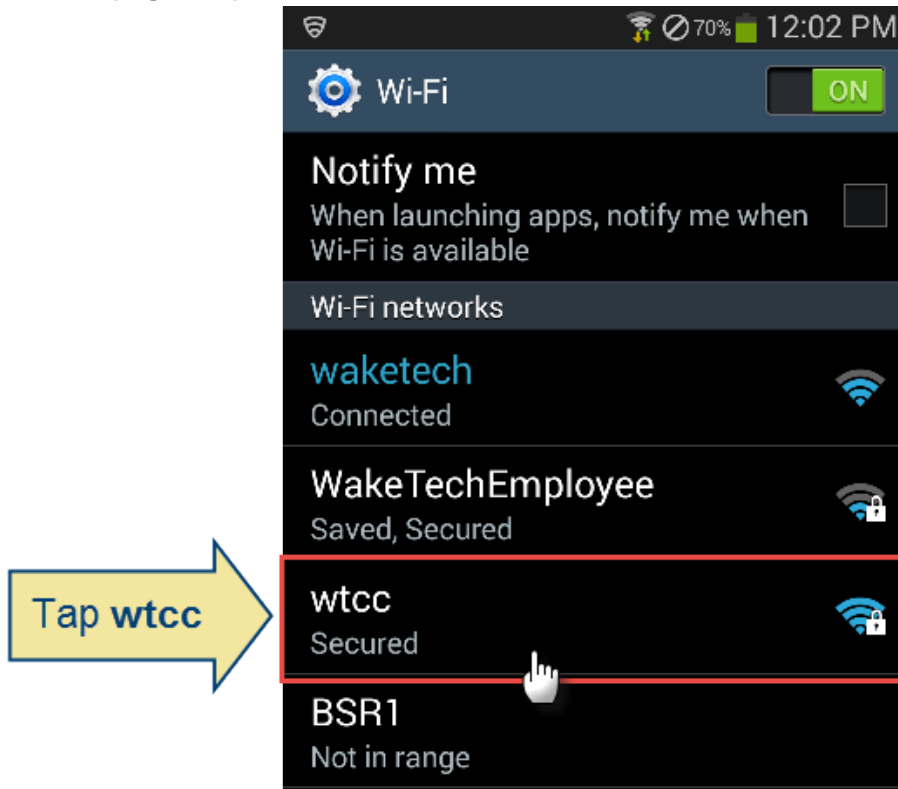 70% 12:02 PM
Wi-Fi
ON
Notify me
When launching apps, notify me when
Wi-Fi is available
Wi-Fi networks
waketech
Connected
WakeTechEmployee
Saved, Secured
Tap wtcc
wtcc
Secured
BSR1
Not in range